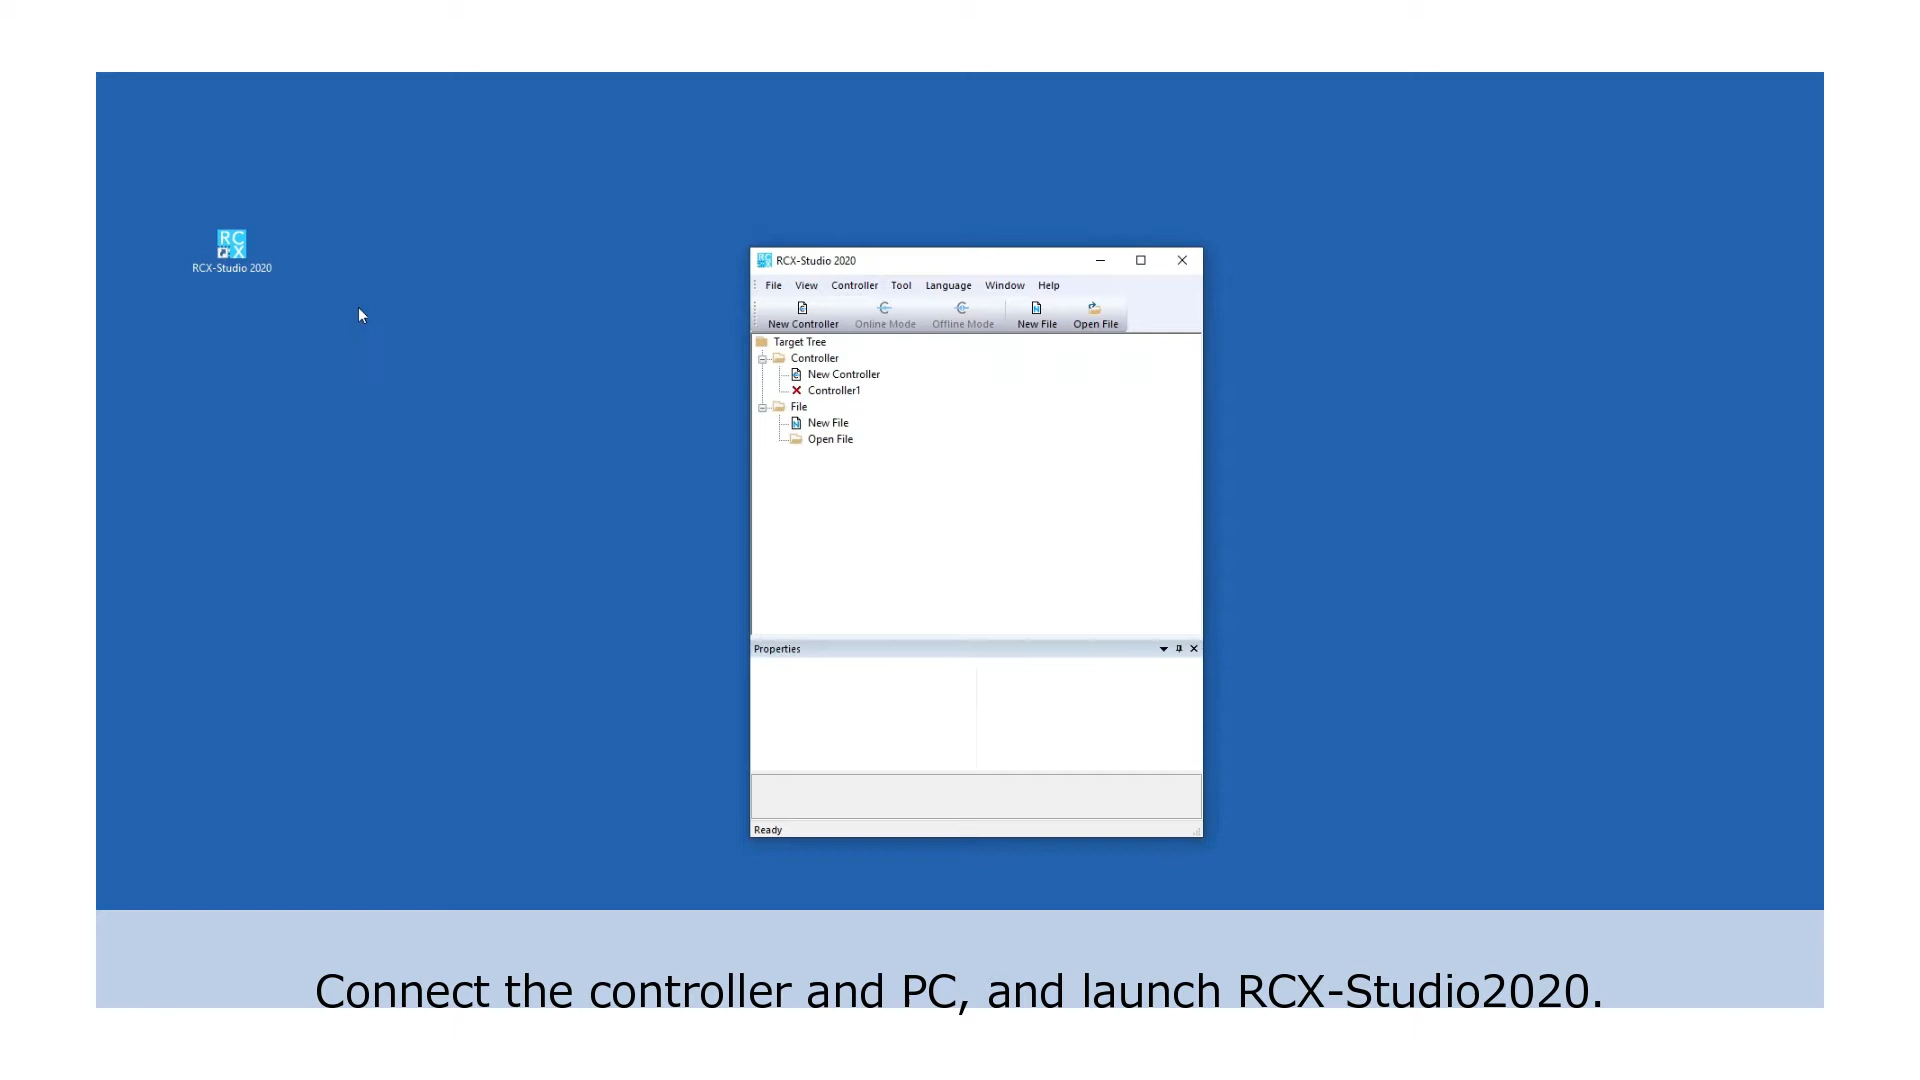 RC
X
RCX-Studio 2020
RCX-Studio 2020
File View Controller Tool Language Window Help
New Controller Online Mode Offline Mode New File Open File
Target Tree
Controller
New Controller
Controller1
File
New File
Open File
Properties
Ready
Connect the controller and PC, and launch RCX-Studio2020.